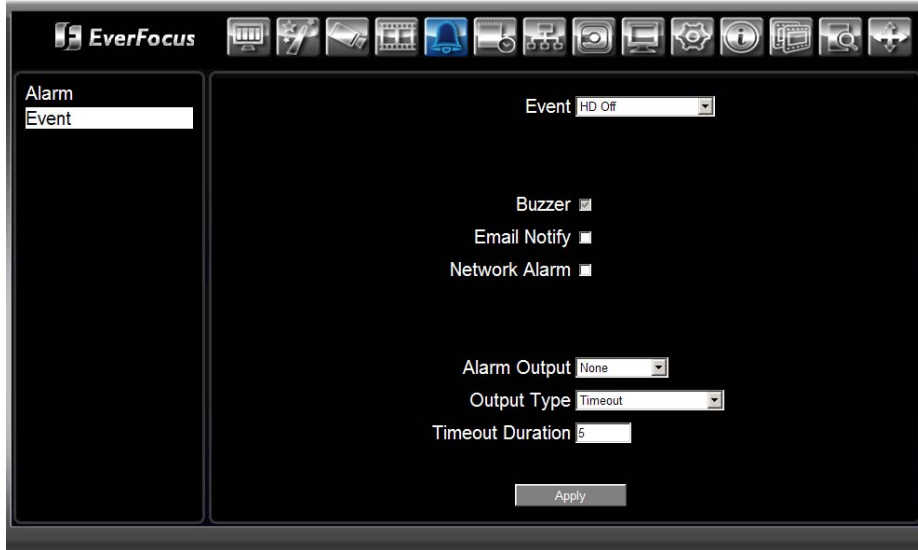 EverFocus
Alarm
Event
Event HD Off
Buzzer
Email Notify
Network Alarm
Alarm Output None
Output Type Timeout
Timeout Duration 5
Apply